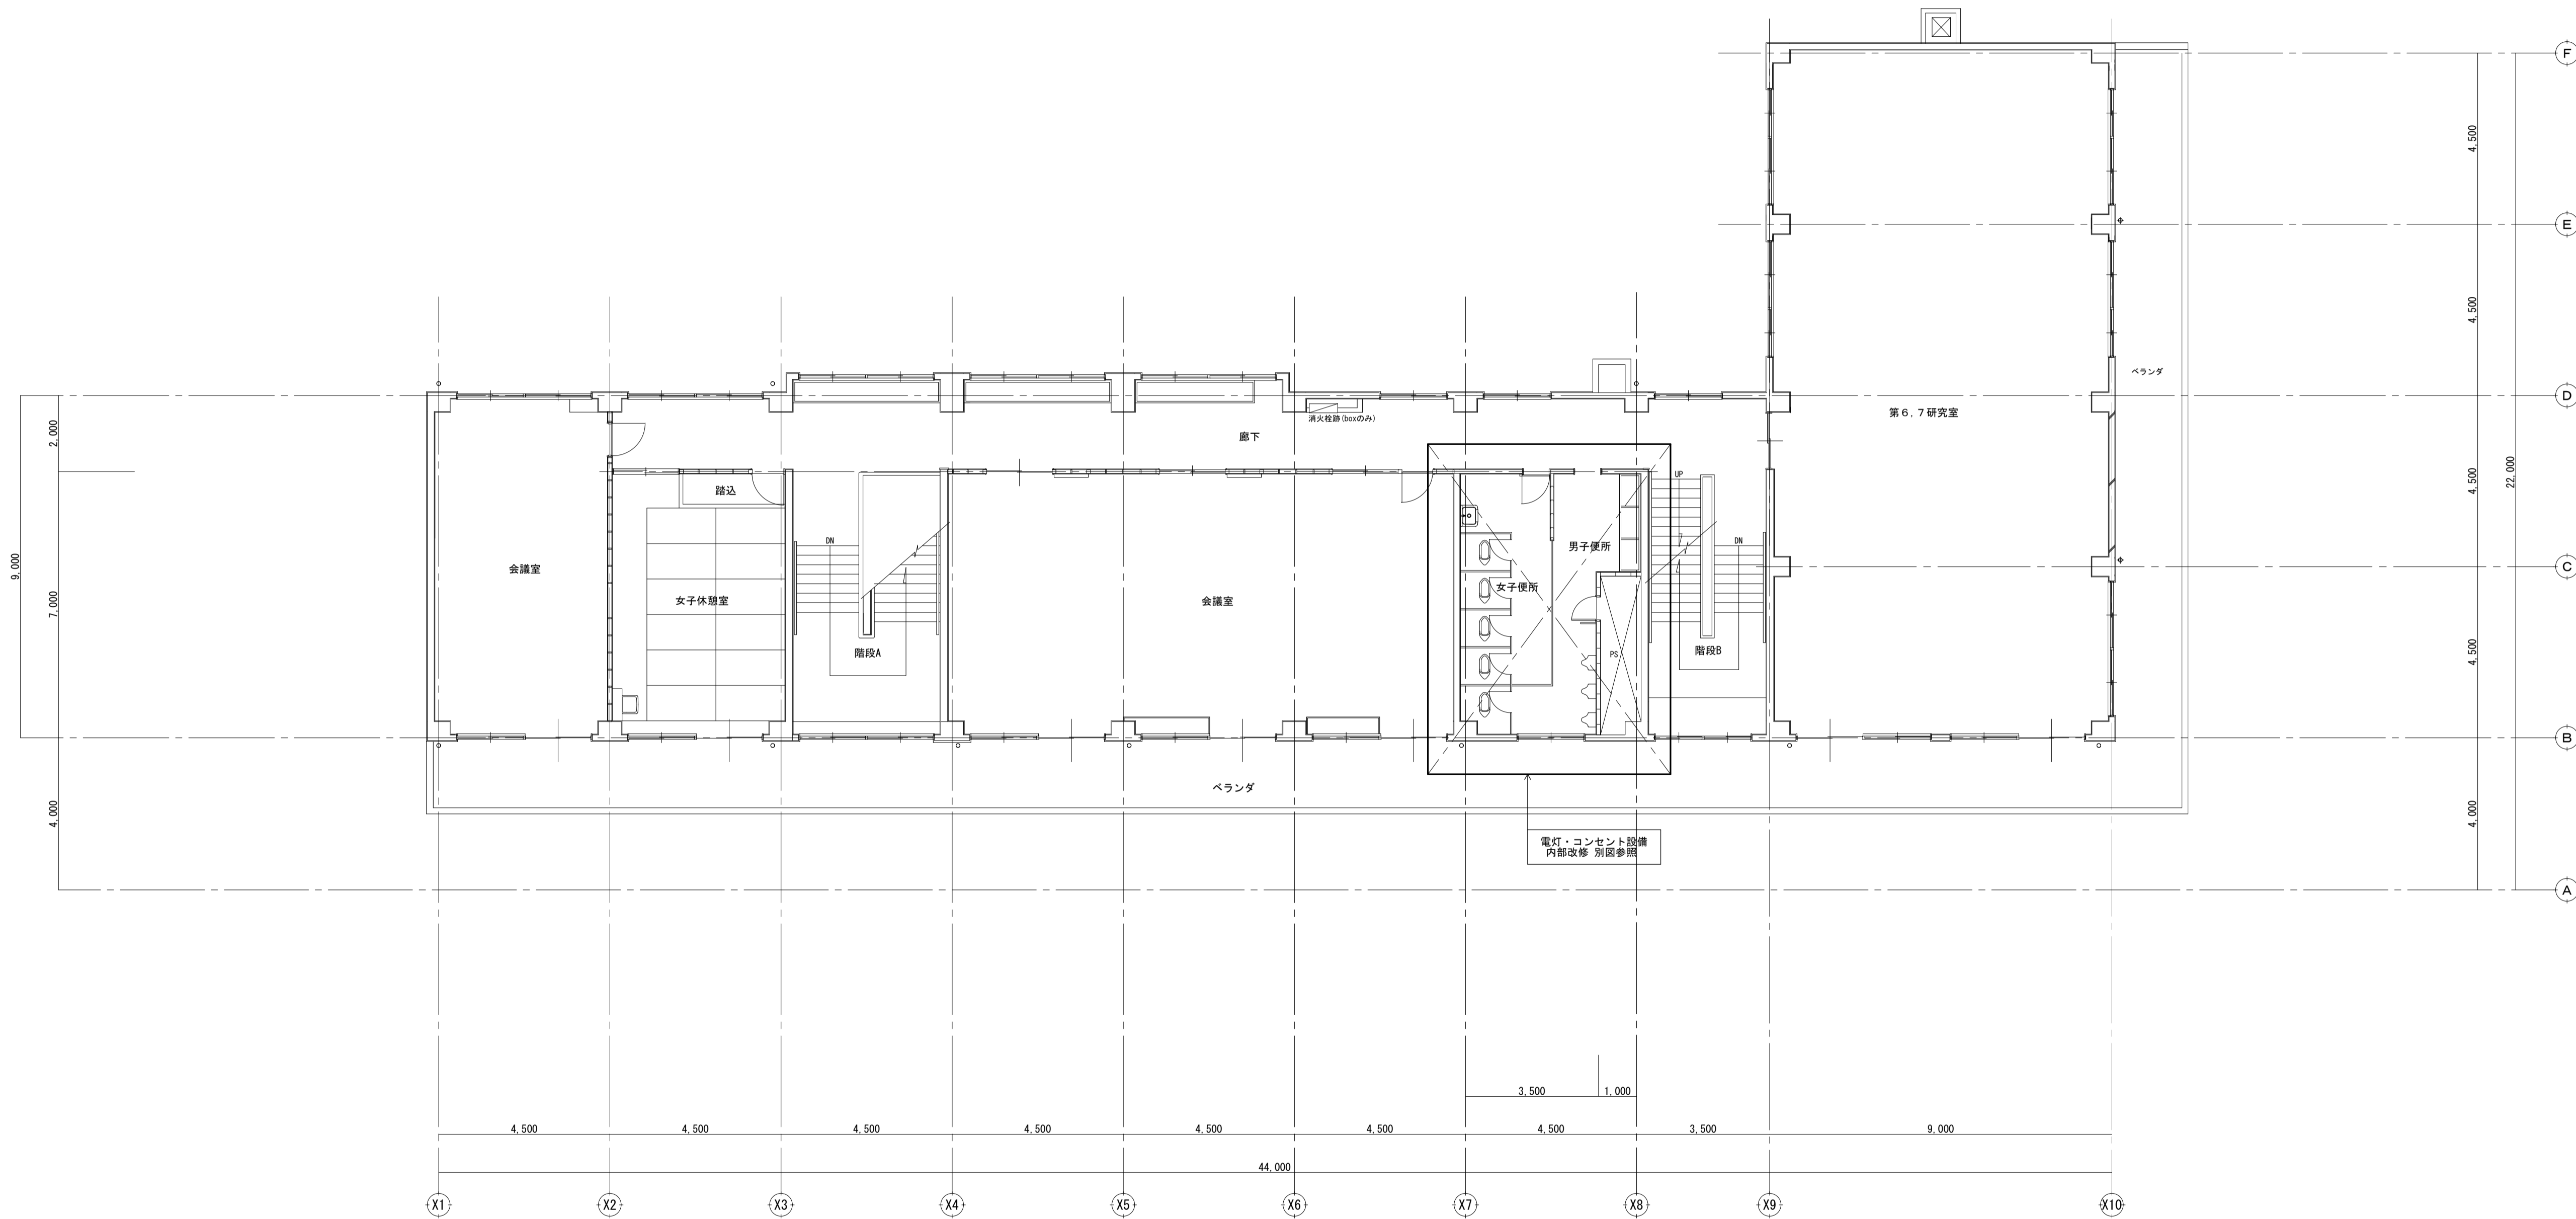 F
4,500
E
4,500
ベランダ
D
2,000
第6,7研究室
消火栓跡(boxのみ)
廊下
4,500
22,000
UP
踏込
DN
DN
男子便所
9,000
会議室
C
女子便所
7,000
女子休憩室
会議室
階段A
PS
階段B
4,500
B
ベランダ
4,000
4,000
電灯・コンセント設備
内部改修 別図参照
A
3,500
1,000
4,500
4,500
4,500
4,500
4,500
4,500
4,500
3,500
9,000
44,000
X1
X2
X3
X4
X5
X6
X7
X8
X9
X10